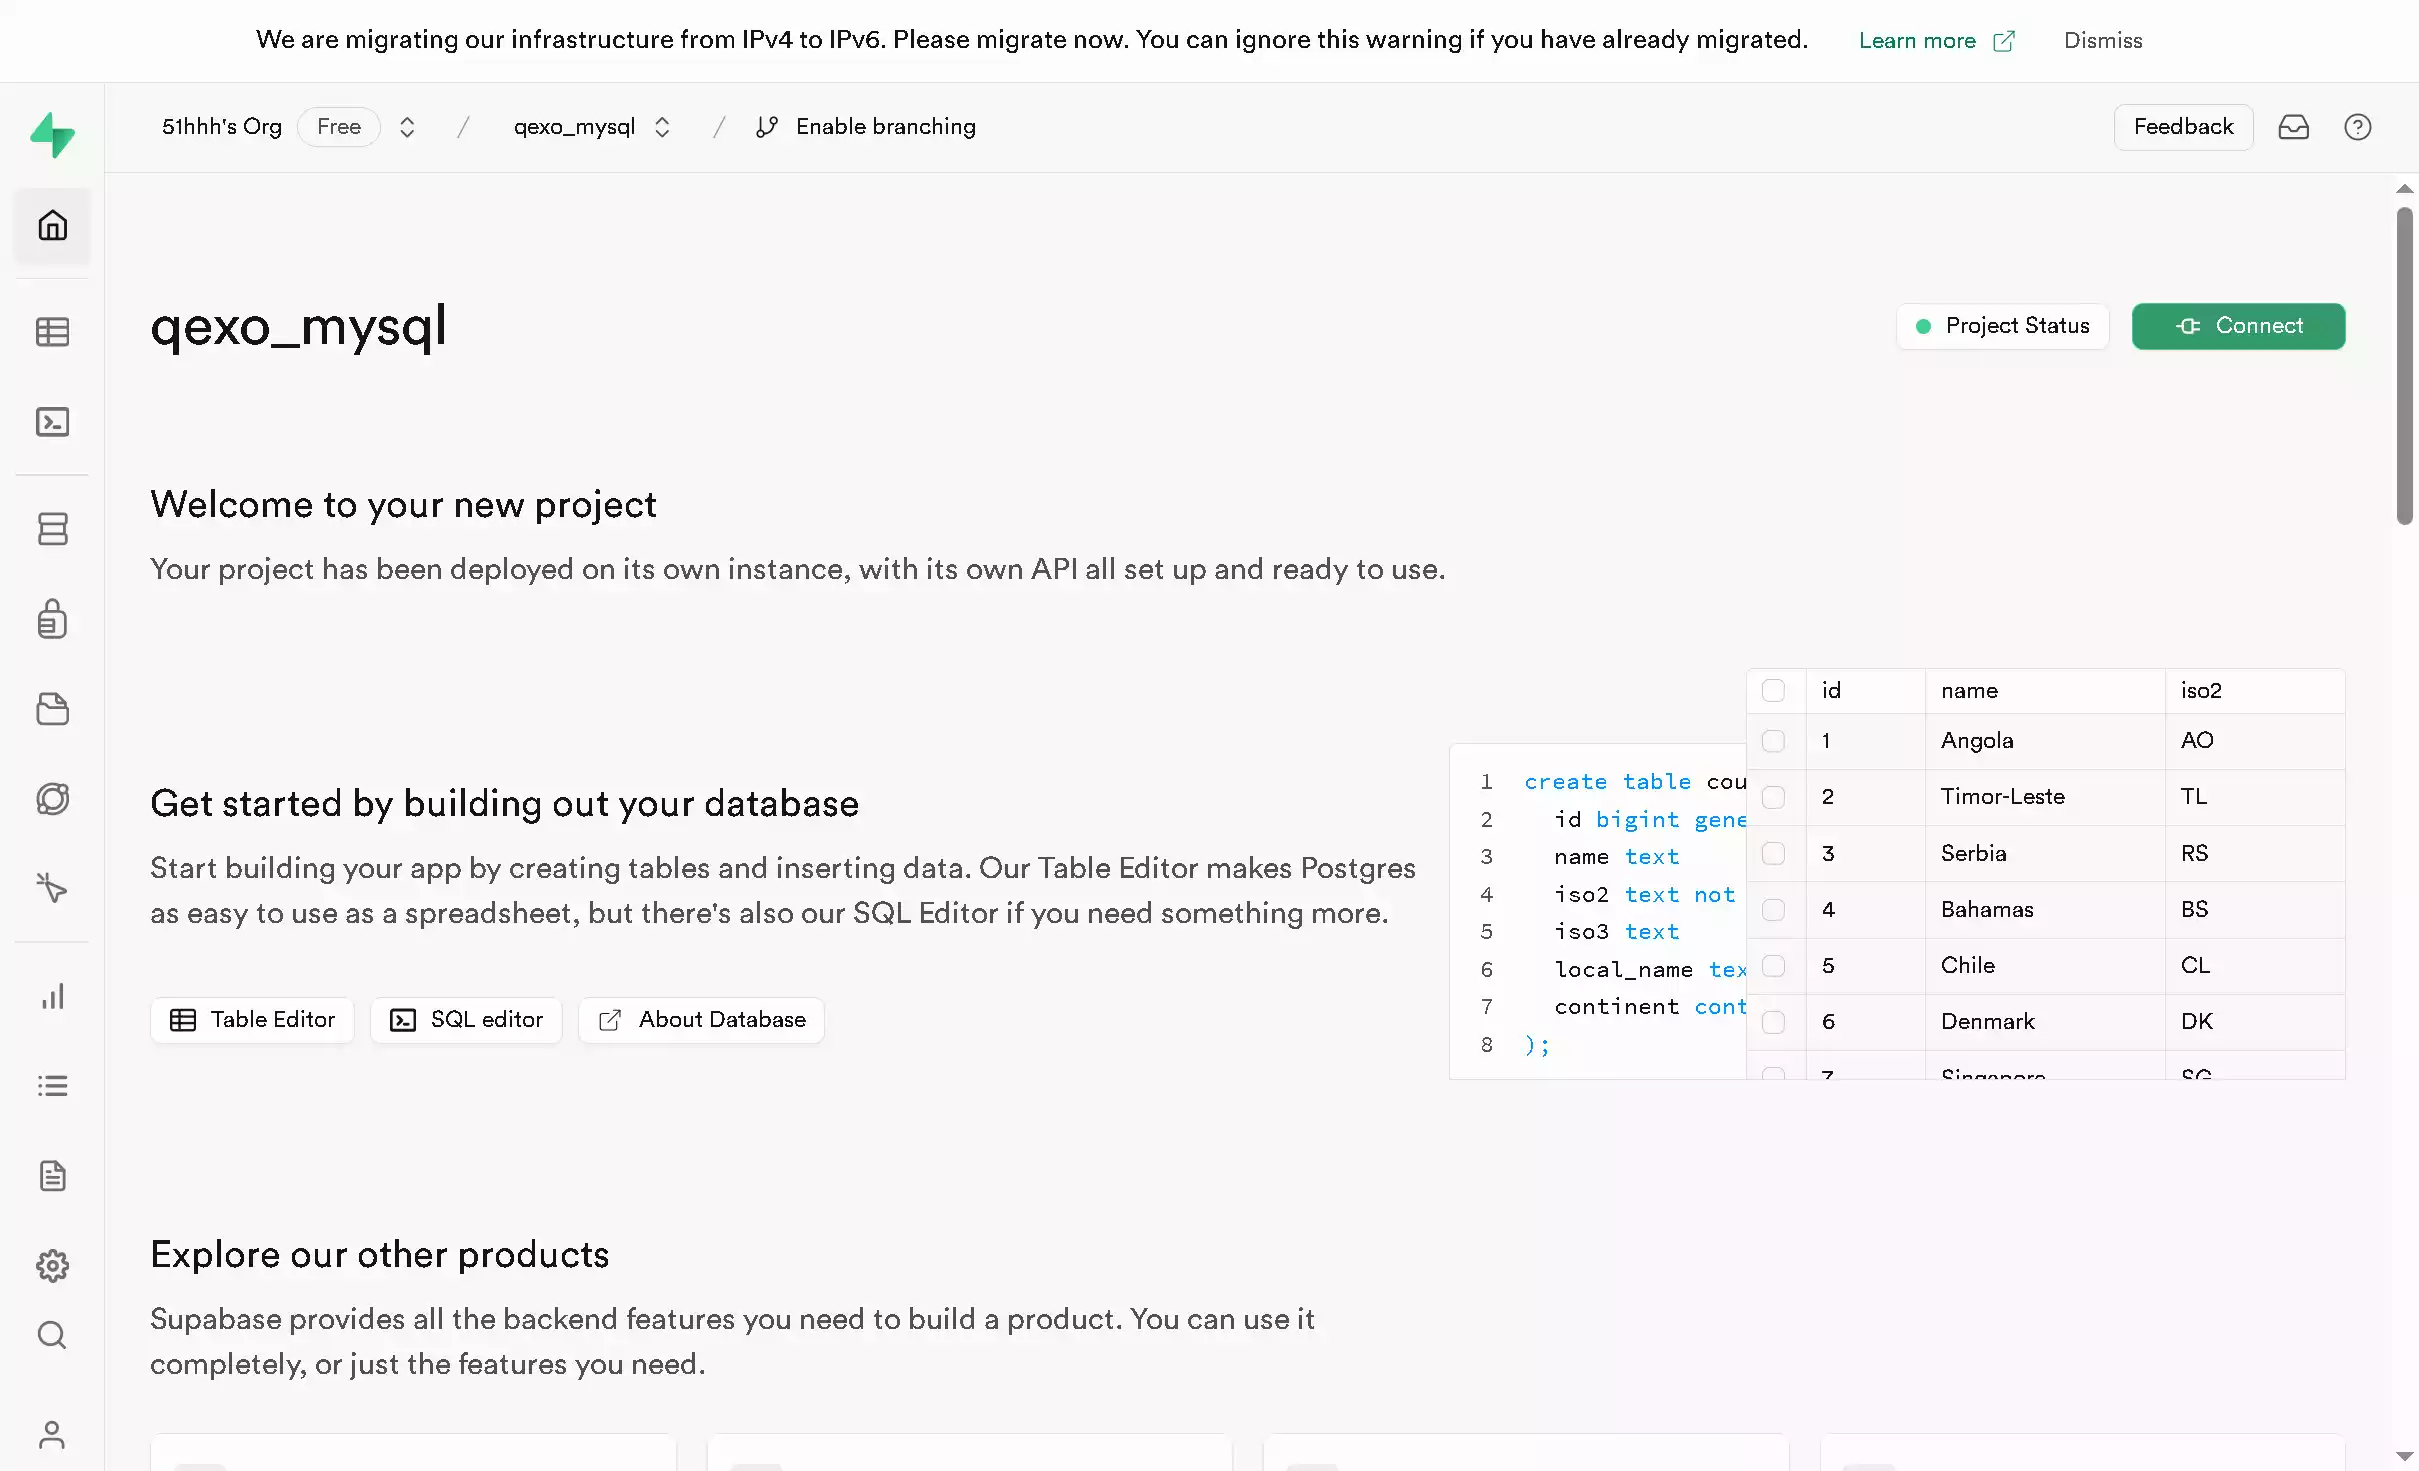 We are migrating our infrastructure from IPv4 to IPv6. Please migrate now. You can ignore this warning if you have already migrated. Learn more Dismiss
51hhh's Org Free / qexo_mysql / Enable branching Feedback
qexo_mysql
Project Status Connect
Welcome to your new project
Your project has been deployed on its own instance, with its own API all set up and ready to use.
Get started by building out your database
Start building your app by creating tables and inserting data. Our Table Editor makes Postgres
as easy to use as a spreadsheet, but there's also our SQL Editor if you need something more.
Table Editor SQL editor About Database
1 create table cou
2 id bigint gene
3 name text
4 iso2 text not
5 iso3 text
6 local_name tex
7 continent cont
8 );
id name iso2
1 Angola AO
2 Timor-Leste TL
3 Serbia RS
4 Bahamas BS
5 Chile CL
6 Denmark DK
7 Singapore SG
Explore our other products
Supabase provides all the backend features you need to build a product. You can use it
completely, or just the features you need.